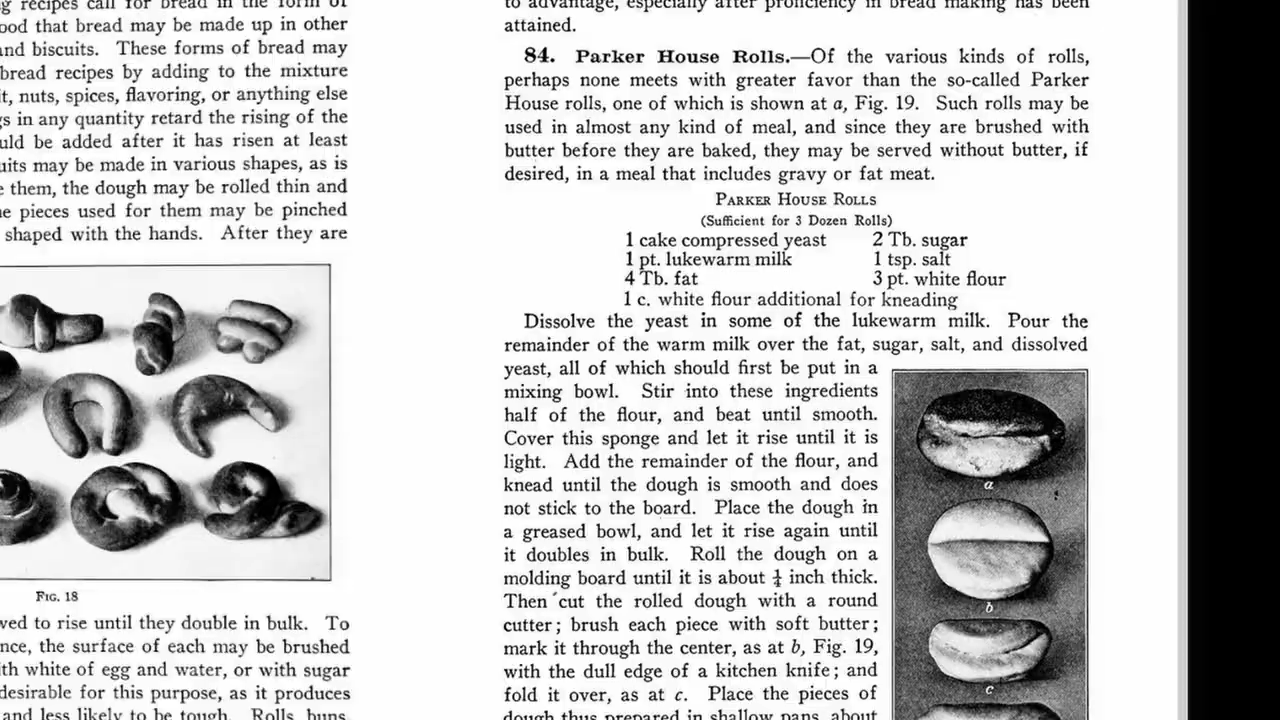 g recipes call for bread in the form of
ood that bread may be made up in other
and biscuits. These forms of bread may
bread recipes by adding to the mixture
it, nuts, spices, flavoring, or anything else
gs in any quantity retard the rising of the
uld be added after it has risen at least
uits may be made in various shapes, as is
e them, the dough may be rolled thin and
ne pieces used for them may be pinched
shaped with the hands. After they are
FIG. 18
wed to rise until they double in bulk. To
nce, the surface of each may be brushed
ith white of egg and water, or with sugar
desirable for this purpose, as it produces
and less likely to be tough. Rolls, buns,
to advantage, especially after proficiency in bread making has been
attained.
84. Parker House Rolls.—Of the various kinds of rolls,
perhaps none meets with greater favor than the so-called Parker
House rolls, one of which is shown at a, Fig. 19. Such rolls may be
used in almost any kind of meal, and since they are brushed with
butter before they are baked, they may be served without butter, if
desired, in a meal that includes gravy or fat meat.
PARKER HOUSE ROLLS
(Sufficient for 3 Dozen Rolls)
1 cake compressed yeast 2 Tb. sugar
1 pt. lukewarm milk 1 tsp. salt
4 Tb. fat 3 pt. white flour
1 c. white flour additional for kneading
Dissolve the yeast in some of the lukewarm milk. Pour the
remainder of the warm milk over the fat, sugar, salt, and dissolved
yeast, all of which should first be put in a
mixing bowl. Stir into these ingredients
half of the flour, and beat until smooth.
Cover this sponge and let it rise until it is
light. Add the remainder of the flour, and
knead until the dough is smooth and does
not stick to the board. Place the dough in
a greased bowl, and let it rise again until
it doubles in bulk. Roll the dough on a
molding board until it is about ¼ inch thick.
Then cut the rolled dough with a round
cutter; brush each piece with soft butter;
mark it through the center, as at b, Fig. 19,
with the dull edge of a kitchen knife; and
fold it over, as at c. Place the pieces of
dough thus prepared in shallow pans, about
a
b
c